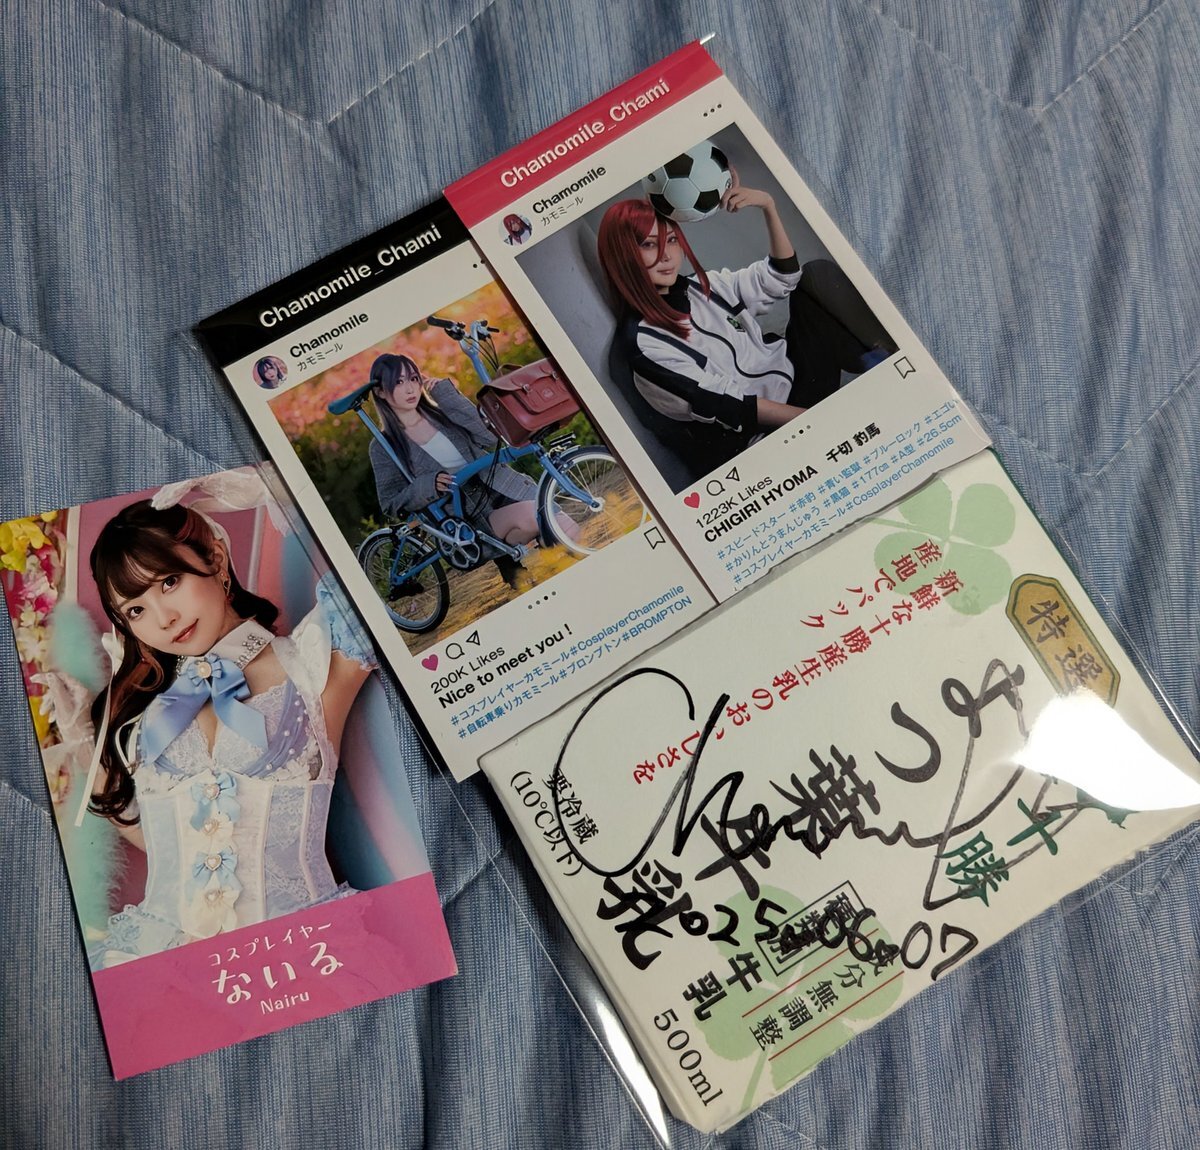 Chamomile_Chami
Chamomile
カモミール
1223K Likes
CHIGIRI HYOMA 千切 豹馬
#スピードスター #赤豹 #青い監獄 #ブルーロック #エゴい
#かりんとうまんじゅう #黒猫 #177cm #A型 #26.5cm
#コスプレイヤーカモミール#CosplayerChamomile
Chamomile_Chami
Chamomile
カモミール
200K Likes
Nice to meet you !
#コスプレイヤーカモミール#CosplayerChamomile
#自転車乗りカモミール#ブロンプトン#BROMPTON
コスプレイヤー
ないる
Nairu
特選
よつ葉
十勝
牛乳
新鮮な十勝産生乳のおいしさを
産地でパック
要冷蔵
(10℃以下)
成分無調整
牛乳
500ml